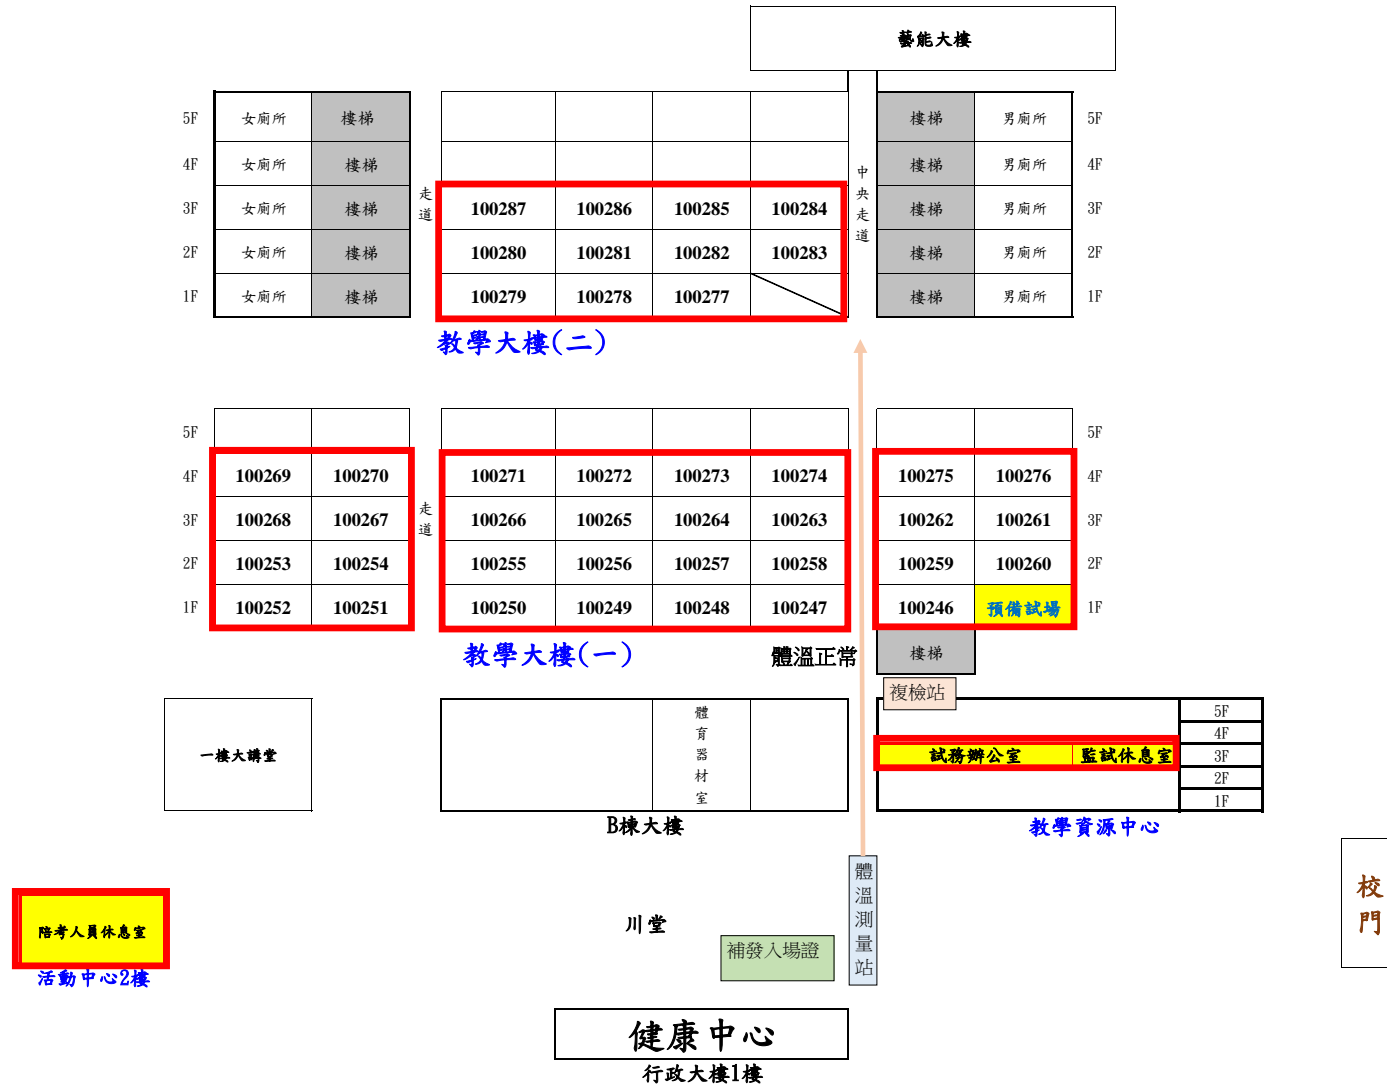 藝能大樓
5F 女廁所 樓梯 樓梯 男廁所 5F
4F 女廁所 樓梯 樓梯 男廁所 4F
3F 女廁所 樓梯 100287 100286 100285 100284 樓梯 男廁所 3F
2F 女廁所 樓梯 100280 100281 100282 100283 樓梯 男廁所 2F
1F 女廁所 樓梯 100279 100278 100277 樓梯 男廁所 1F
走道
中央走道
教學大樓(二)
5F 5F
4F 100269 100270 100271 100272 100273 100274 100275 100276 4F
3F 100268 100267 100266 100265 100264 100263 100262 100261 3F
2F 100253 100254 100255 100256 100257 100258 100259 100260 2F
1F 100252 100251 100250 100249 100248 100247 100246 預備試場 1F
走道
教學大樓(一)
體溫正常
樓梯
複檢站
一樓大講堂
體育器材室
5F
4F
試務辦公室 監試休息室 3F
2F
1F
B棟大樓
教學資源中心
校門
陪考人員休息室
活動中心2樓
川堂
補發入場證
體溫測量站
健康中心
行政大樓1樓